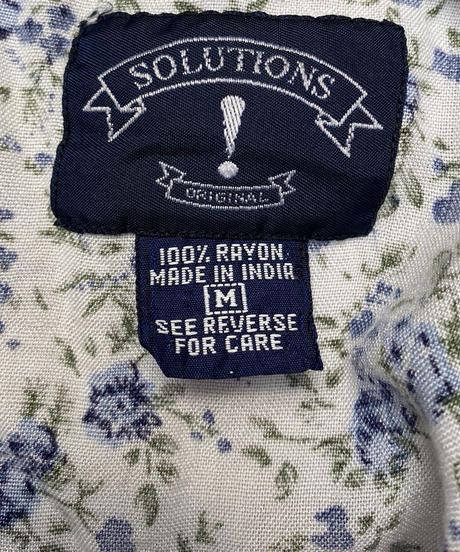 SOLUTIONS
!
ORIGINAL
100% RAYON
MADE IN INDIA
M
SEE REVERSE
FOR CARE